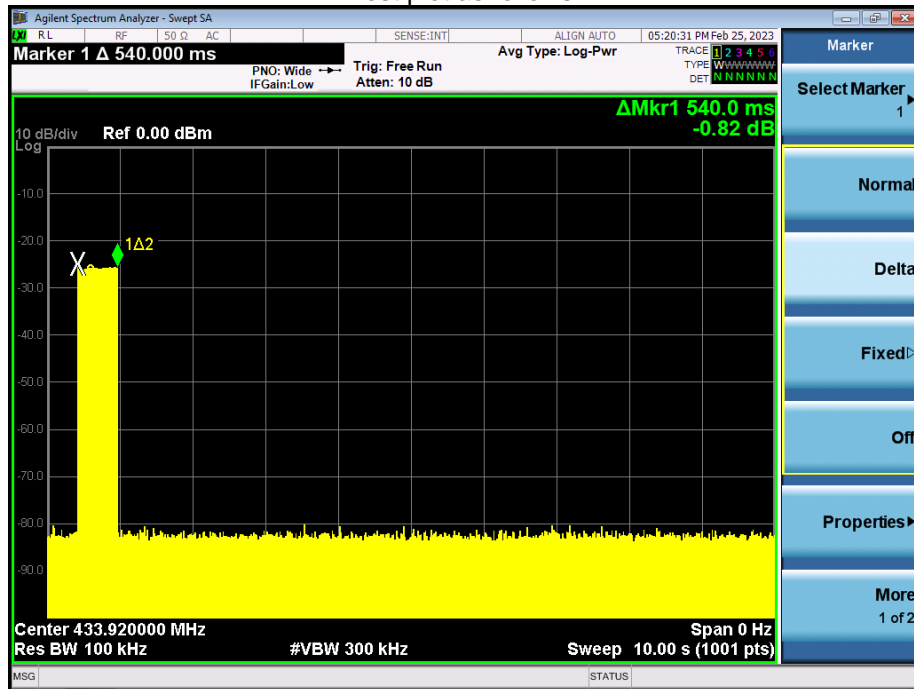 Agilent Spectrum Analyzer - Swept SA
LXI RL RF 50 Ω AC SENSE:INT ALIGN AUTO 05:20:31 PM Feb 25, 2023
Marker 1 Δ 540.000 ms
PNO: Wide
IFGain:Low
Trig: Free Run
Atten: 10 dB
Avg Type: Log-Pwr
TRACE 1 2 3 4 5 6
TYPE WWWWWW
DET N N N N N N
ΔMkr1 540.0 ms
-0.82 dB
10 dB/div Ref 0.00 dBm
Log
-10.0
-20.0
1Δ2
-30.0
-40.0
-50.0
-60.0
-70.0
-80.0
-90.0
Center 433.920000 MHz Span 0 Hz
Res BW 100 kHz #VBW 300 kHz Sweep 10.00 s (1001 pts)
MSG STATUS
Marker
Select Marker
1
Normal
Delta
Fixed
Off
Properties
More
1 of 2